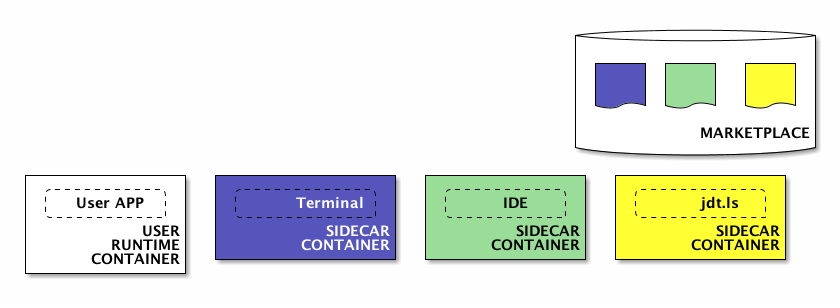 MARKETPLACE
User APP
USER
RUNTIME
CONTAINER
Terminal
SIDECAR
CONTAINER
IDE
SIDECAR
CONTAINER
jdt.ls
SIDECAR
CONTAINER